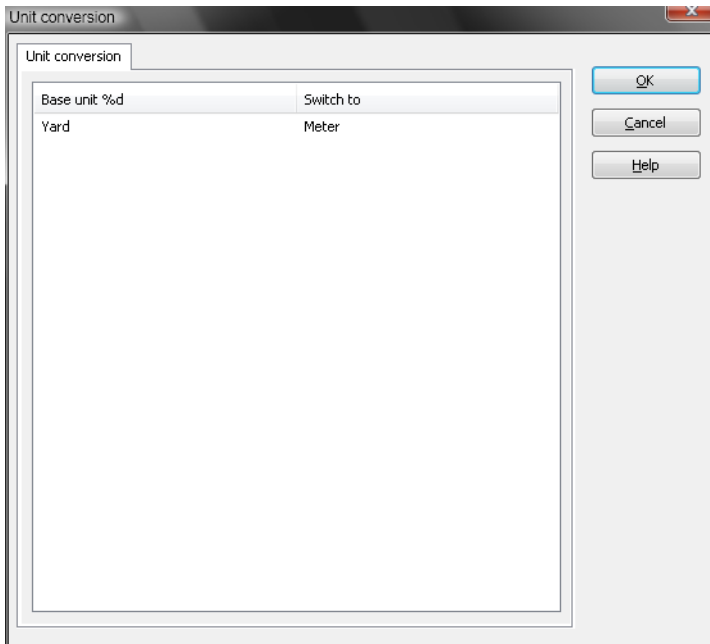 Unit conversion
Unit conversion
Base unit %d Switch to
Yard Meter
OK
Cancel
Help